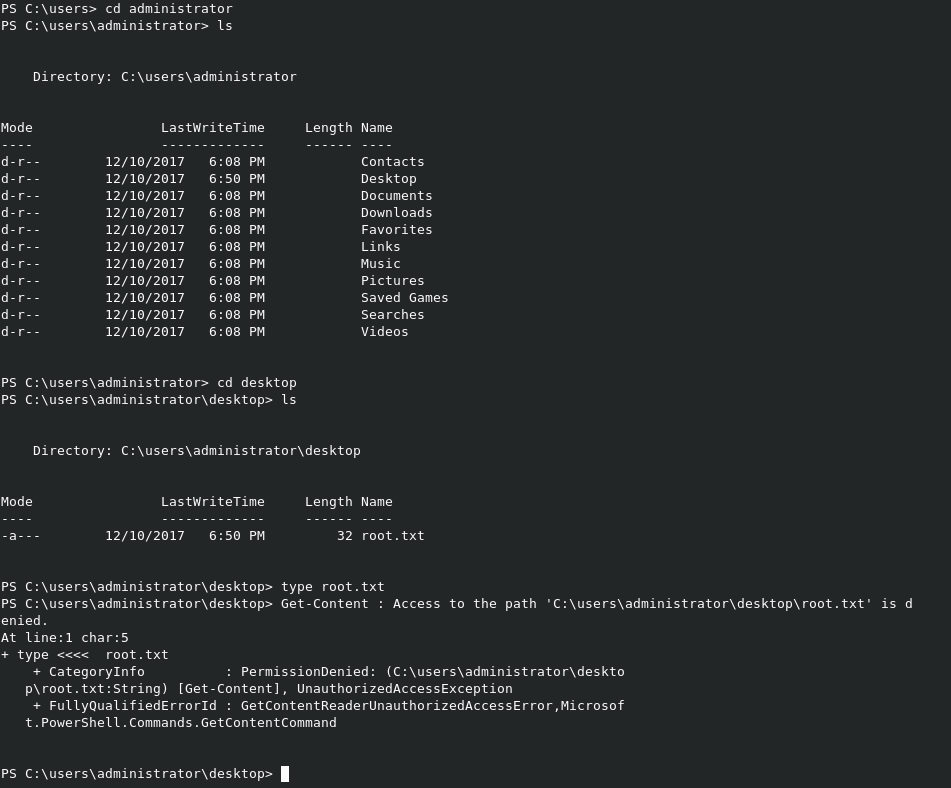 PS C:\users> cd administrator
PS C:\users\administrator> ls
    Directory: C:\users\administrator
Mode                LastWriteTime     Length Name
----                -------------     ------ ----
d-r--        12/10/2017   6:08 PM            Contacts
d-r--        12/10/2017   6:50 PM            Desktop
d-r--        12/10/2017   6:08 PM            Documents
d-r--        12/10/2017   6:08 PM            Downloads
d-r--        12/10/2017   6:08 PM            Favorites
d-r--        12/10/2017   6:08 PM            Links
d-r--        12/10/2017   6:08 PM            Music
d-r--        12/10/2017   6:08 PM            Pictures
d-r--        12/10/2017   6:08 PM            Saved Games
d-r--        12/10/2017   6:08 PM            Searches
d-r--        12/10/2017   6:08 PM            Videos
PS C:\users\administrator> cd desktop
PS C:\users\administrator\desktop> ls
    Directory: C:\users\administrator\desktop
Mode                LastWriteTime     Length Name
----                -------------     ------ ----
-a---        12/10/2017   6:50 PM         32 root.txt
PS C:\users\administrator\desktop> type root.txt
PS C:\users\administrator\desktop> Get-Content : Access to the path 'C:\users\administrator\desktop\root.txt' is d
enied.
At line:1 char:5
+ type <<<<  root.txt
    + CategoryInfo          : PermissionDenied: (C:\users\administrator\deskto
   p\root.txt:String) [Get-Content], UnauthorizedAccessException
    + FullyQualifiedErrorId : GetContentReaderUnauthorizedAccessError,Microsof
   t.PowerShell.Commands.GetContentCommand
PS C:\users\administrator\desktop>